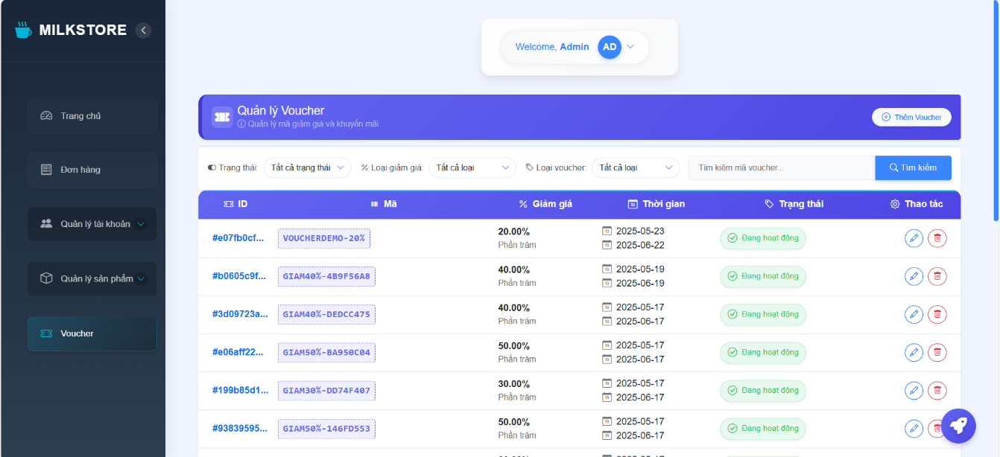 MILKSTORE
Welcome, Admin AD
Trang chủ
Đơn hàng
Quản lý tài khoản
Quản lý sản phẩm
Voucher
Quản lý Voucher
Quản lý mã giảm giá và khuyến mãi
Thêm Voucher
Trạng thái: Tất cả trạng thái % Loại giảm giá: Tất cả loại Loại voucher: Tất cả loại Tìm kiếm mã voucher... Tìm kiếm
ID Mã % Giảm giá Thời gian Trạng thái Thao tác
#e07fb0cf... VOUCHERDEMO-20% 20.00% 2025-05-23 Đang hoạt động
Phần trăm 2025-06-22
#b0605c9f... GIAM40%-4B9F56A8 40.00% 2025-05-19 Đang hoạt động
Phần trăm 2025-06-19
#3d09723a... GIAM40%-DEDCC475 40.00% 2025-05-17 Đang hoạt động
Phần trăm 2025-06-17
#e06aff22... GIAM50%-BA950C04 50.00% 2025-05-17 Đang hoạt động
Phần trăm 2025-06-17
#199b85d1... GIAM30%-DD74F407 30.00% 2025-05-17 Đang hoạt động
Phần trăm 2025-06-17
#93839595... GIAM50%-146FD553 50.00% 2025-05-17 Đang hoạt động
Phần trăm 2025-06-17